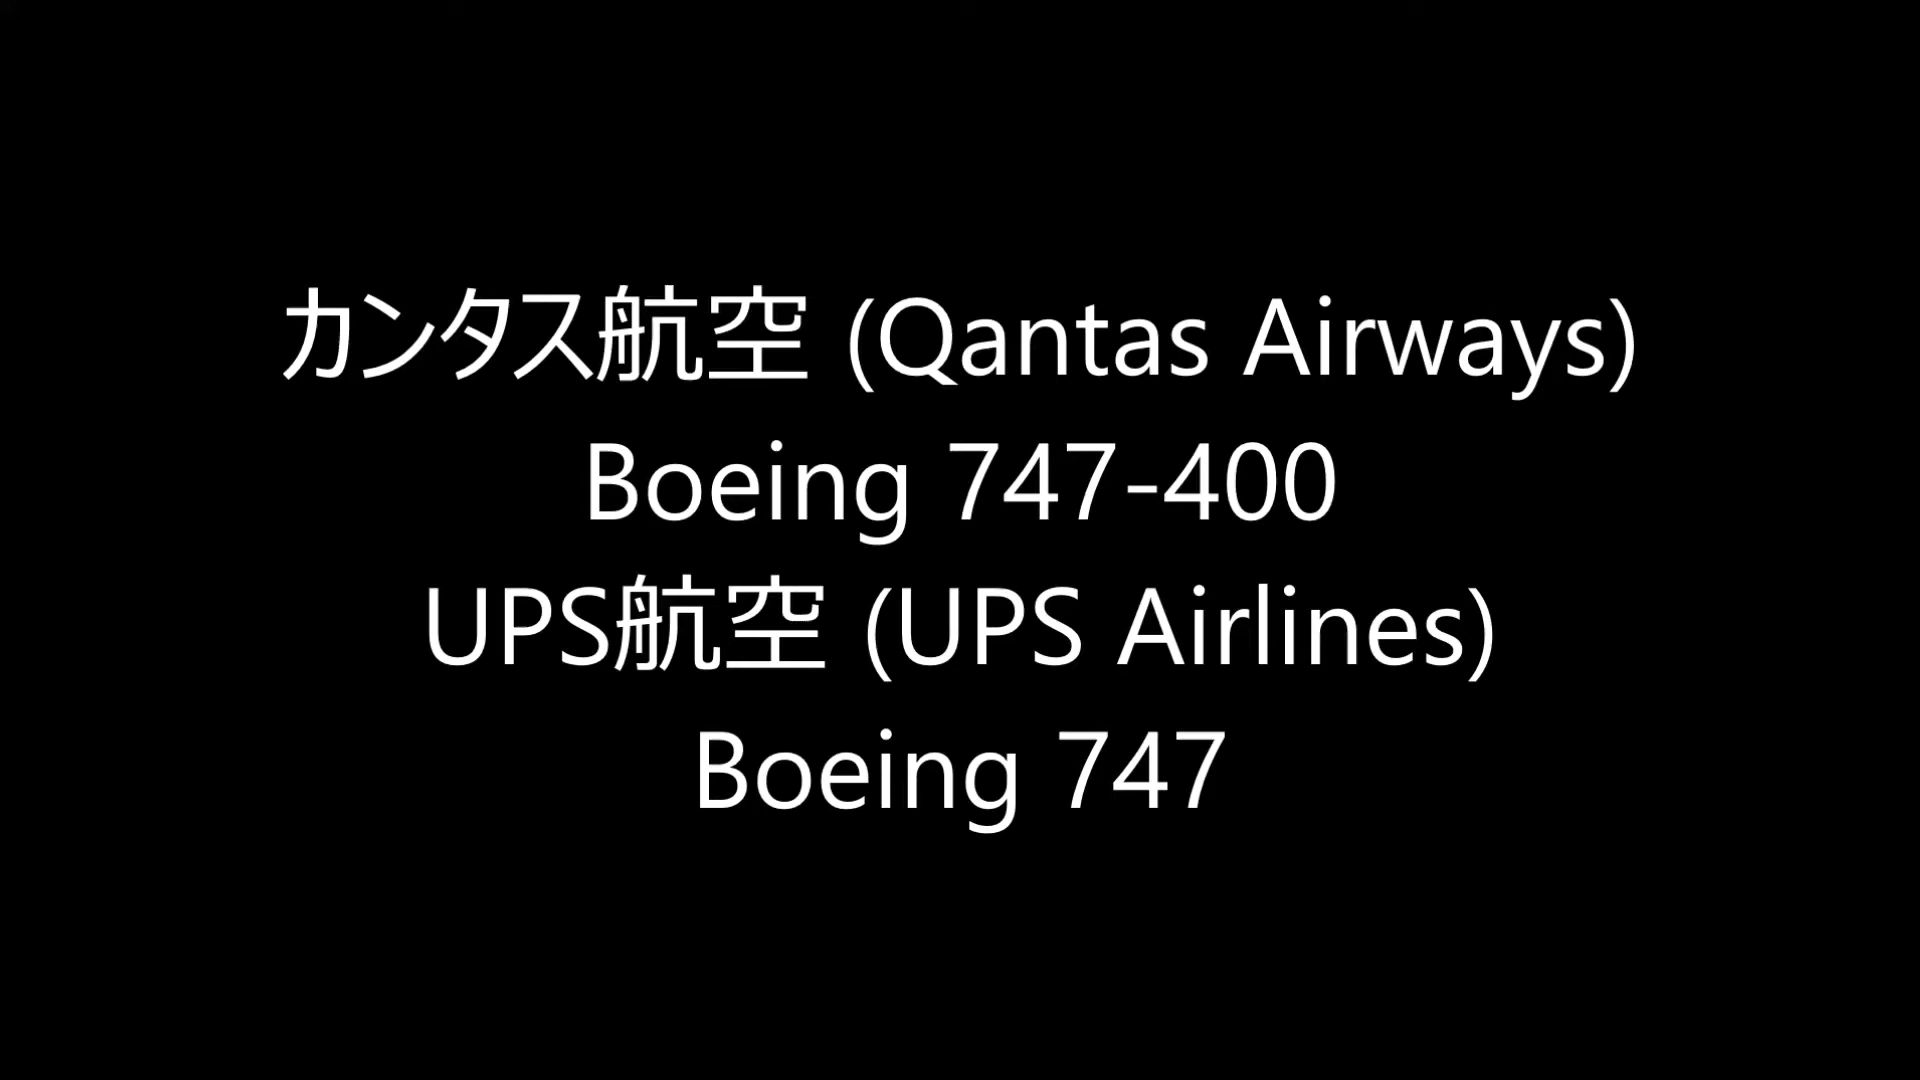 カンタス航空 (Qantas Airways)
Boeing 747-400
UPS航空 (UPS Airlines)
Boeing 747